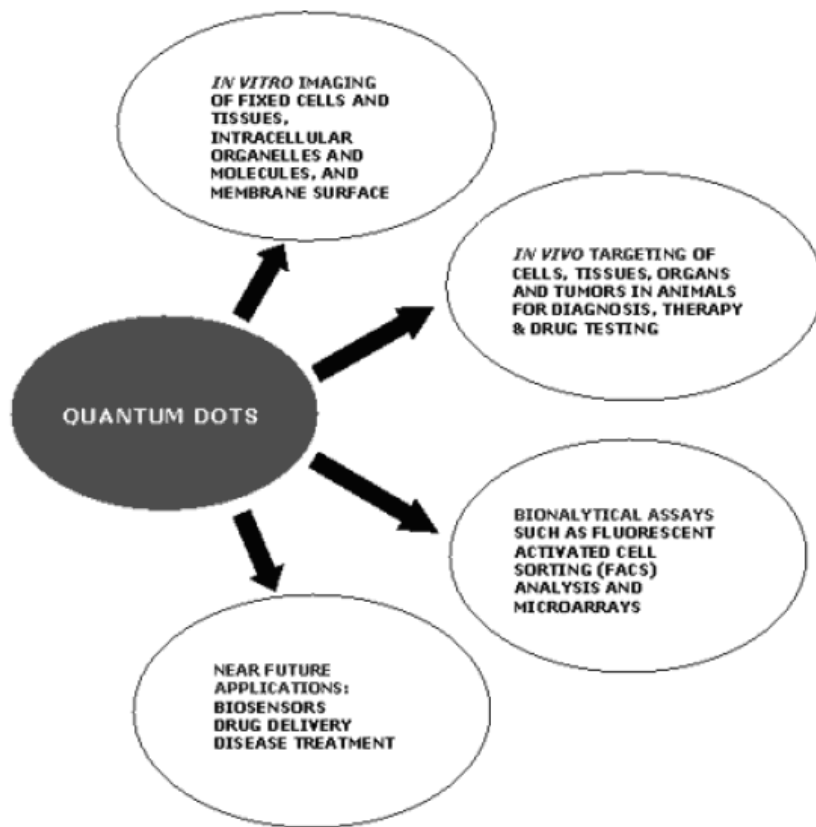 IN VITRO IMAGING
OF FIXED CELLS AND
TISSUES,
INTRACELLULAR
ORGANELLES AND
MOLECULES, AND
MEMBRANE SURFACE
IN VIVO TARGETING OF
CELLS, TISSUES, ORGANS
AND TUMORS IN ANIMALS
FOR DIAGNOSIS, THERAPY
& DRUG TESTING
QUANTUM DOTS
BIONALYTICAL ASSAYS
SUCH AS FLUORESCENT
ACTIVATED CELL
SORTING (FACS)
ANALYSIS AND
MICROARRAYS
NEAR FUTURE
APPLICATIONS:
BIOSENSORS
DRUG DELIVERY
DISEASE TREATMENT